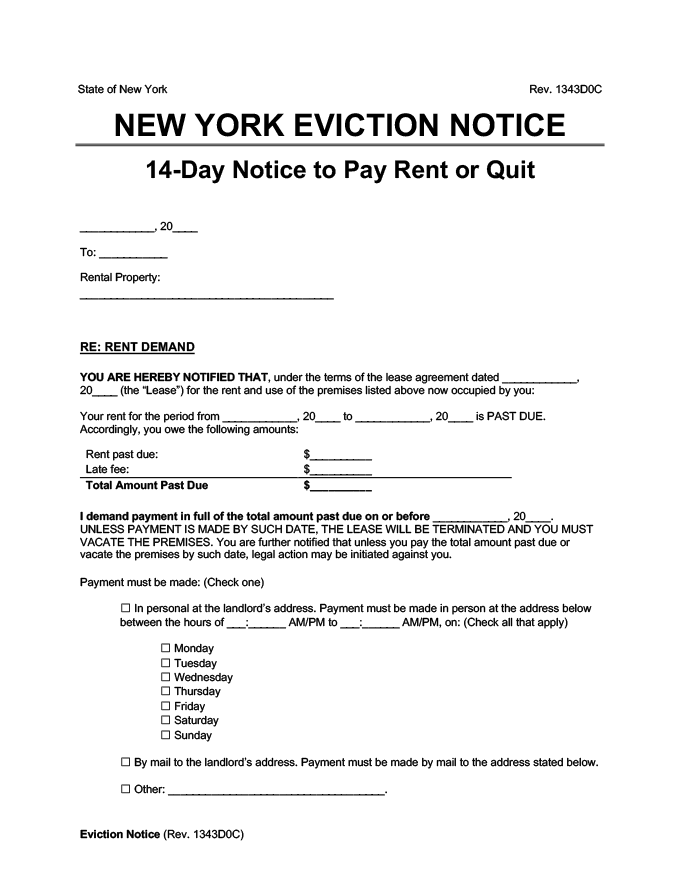 State of New York Rev. 1343D0C
NEW YORK EVICTION NOTICE
14-Day Notice to Pay Rent or Quit
____________, 20____
To: ___________
Rental Property:
_________________________________________
RE: RENT DEMAND
YOU ARE HEREBY NOTIFIED THAT, under the terms of the lease agreement dated ____________,
20____ (the “Lease”) for the rent and use of the premises listed above now occupied by you:
Your rent for the period from ____________, 20____ to ____________, 20____ is PAST DUE.
Accordingly, you owe the following amounts:
Rent past due: $__________
Late fee: $__________
Total Amount Past Due $__________
I demand payment in full of the total amount past due on or before ____________, 20____.
UNLESS PAYMENT IS MADE BY SUCH DATE, THE LEASE WILL BE TERMINATED AND YOU MUST
VACATE THE PREMISES. You are further notified that unless you pay the total amount past due or
vacate the premises by such date, legal action may be initiated against you.
Payment must be made: (Check one)
☐ In personal at the landlord’s address. Payment must be made in person at the address below
between the hours of ___:______ AM/PM to ___:______ AM/PM, on: (Check all that apply)
☐ Monday
☐ Tuesday
☐ Wednesday
☐ Thursday
☐ Friday
☐ Saturday
☐ Sunday
☐ By mail to the landlord’s address. Payment must be made by mail to the address stated below.
☐ Other: ___________________________________.
Eviction Notice (Rev. 1343D0C)